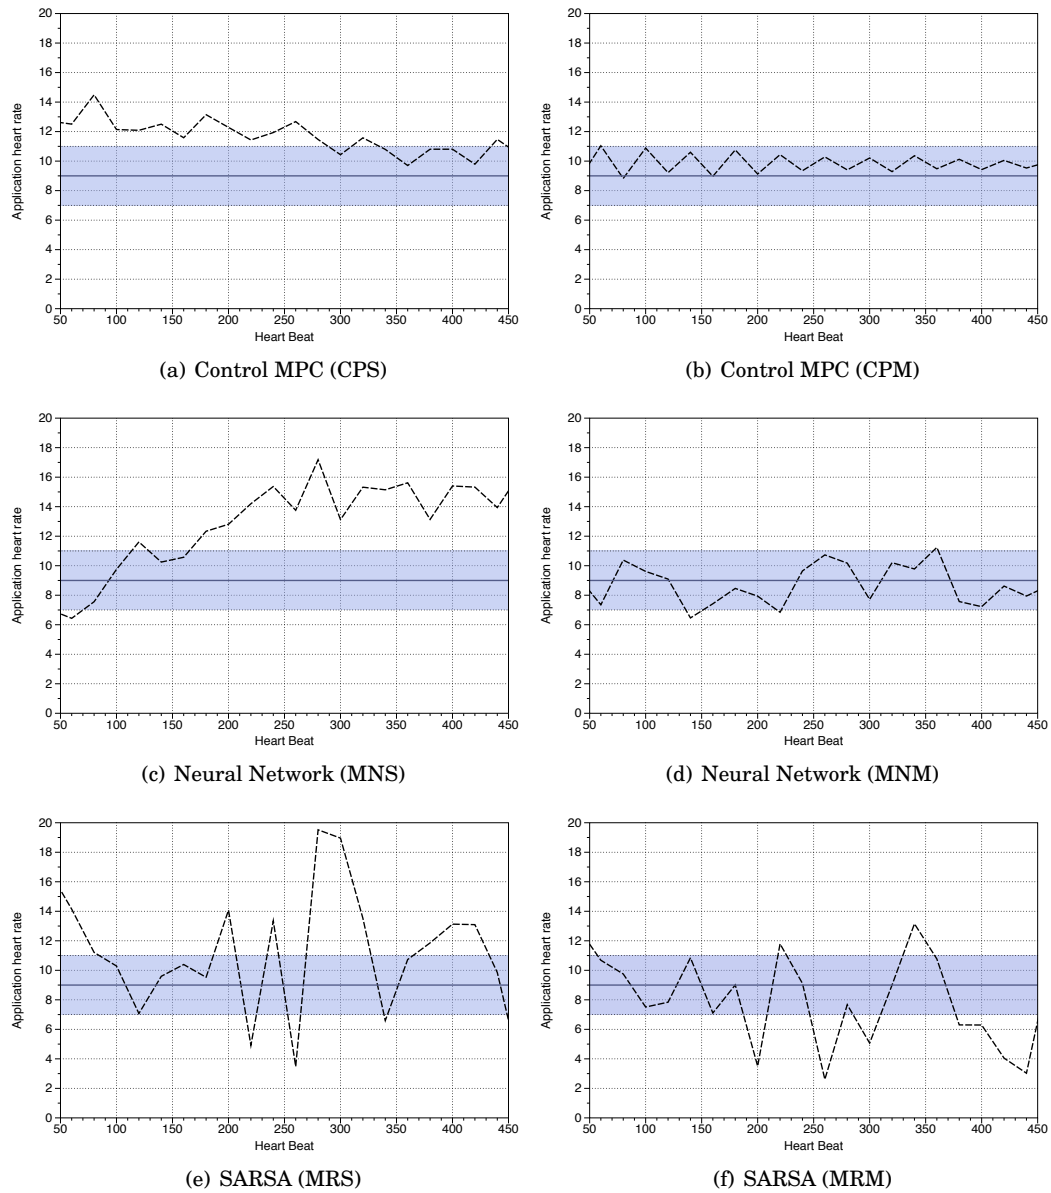 20
18
16
14
12
10
8
6
4
2
0
Application heart rate
50 100 150 200 250 300 350 400 450
Heart Beat
(a) Control MPC (CPS)
20
18
16
14
12
10
8
6
4
2
0
Application heart rate
50 100 150 200 250 300 350 400 450
Heart Beat
(b) Control MPC (CPM)
20
18
16
14
12
10
8
6
4
2
0
Application heart rate
50 100 150 200 250 300 350 400 450
Heart Beat
(c) Neural Network (MNS)
20
18
16
14
12
10
8
6
4
2
0
Application heart rate
50 100 150 200 250 300 350 400 450
Heart Beat
(d) Neural Network (MNM)
20
18
16
14
12
10
8
6
4
2
0
Application heart rate
50 100 150 200 250 300 350 400 450
Heart Beat
(e) SARSA (MRS)
20
18
16
14
12
10
8
6
4
2
0
Application heart rate
50 100 150 200 250 300 350 400 450
Heart Beat
(f) SARSA (MRM)